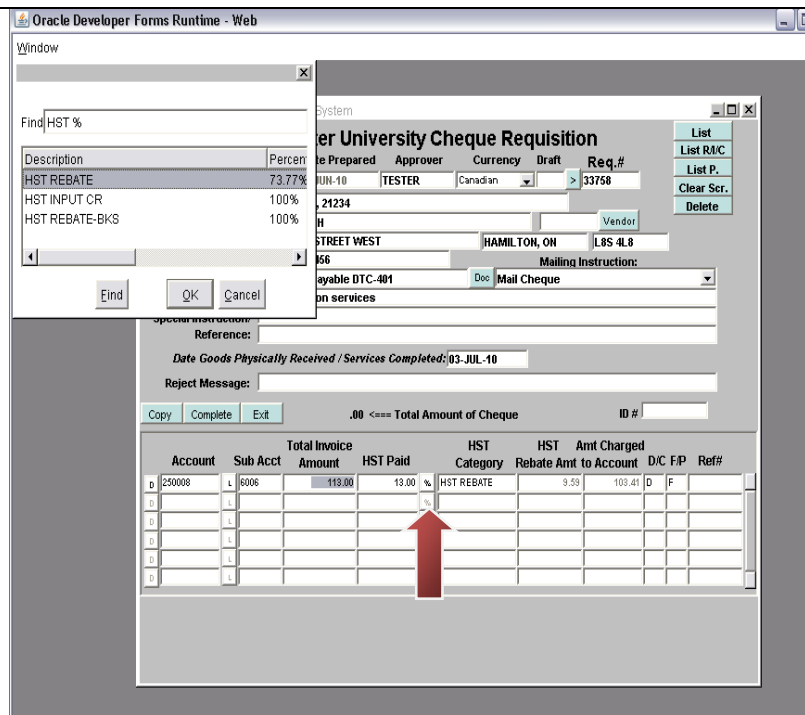 Oracle Developer Forms Runtime - Web
Window
Find HST %
Description Percen
HST REBATE 73.77%
HST INPUT CR 100%
HST REBATE-BKS 100%
Find OK Cancel
System
er University Cheque Requisition
List
List R/I/C
List P.
Clear Scr.
Delete
te Prepared Approver Currency Draft Req.#
JUN-10 TESTER Canadian > 33758
, 21234
H Vendor
STREET WEST HAMILTON, ON L8S 4L8
456 Mailing Instruction:
ayable DTC-401 Doc Mail Cheque
on services
Special Instruction/
Reference:
Date Goods Physically Received / Services Completed: 03-JUL-10
Reject Message:
Copy Complete Exit .00 <=== Total Amount of Cheque ID #
Account Sub Acct Total Invoice Amount HST Paid HST Category HST Rebate Amt Amt Charged to Account D/C F/P Ref#
D 250008 L 6006 113.00 13.00 % HST REBATE 9.59 103.41 D F
D L %
D L
D L
D L
D L